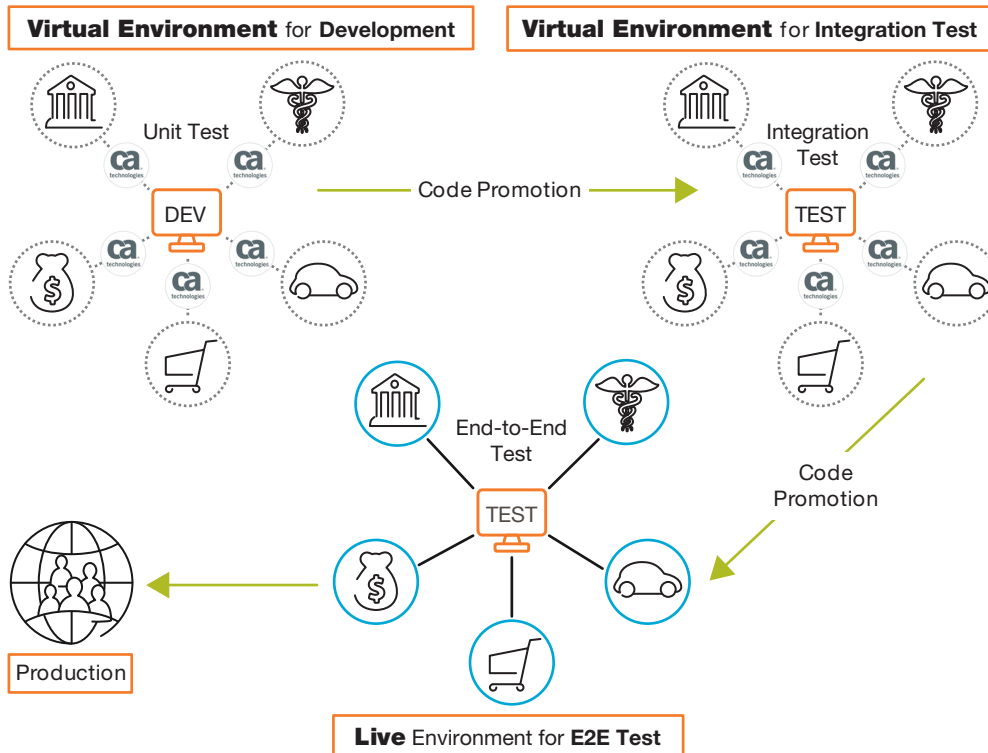 Virtual Environment for Development
Virtual Environment for Integration Test
Unit Test
ca
technologies
ca
technologies
DEV
ca
technologies
ca
technologies
ca
technologies
$
Code Promotion
Integration
Test
ca
technologies
ca
technologies
TEST
ca
technologies
ca
technologies
ca
technologies
$
End-to-End
Test
TEST
$
Code
Promotion
Production
Live Environment for E2E Test